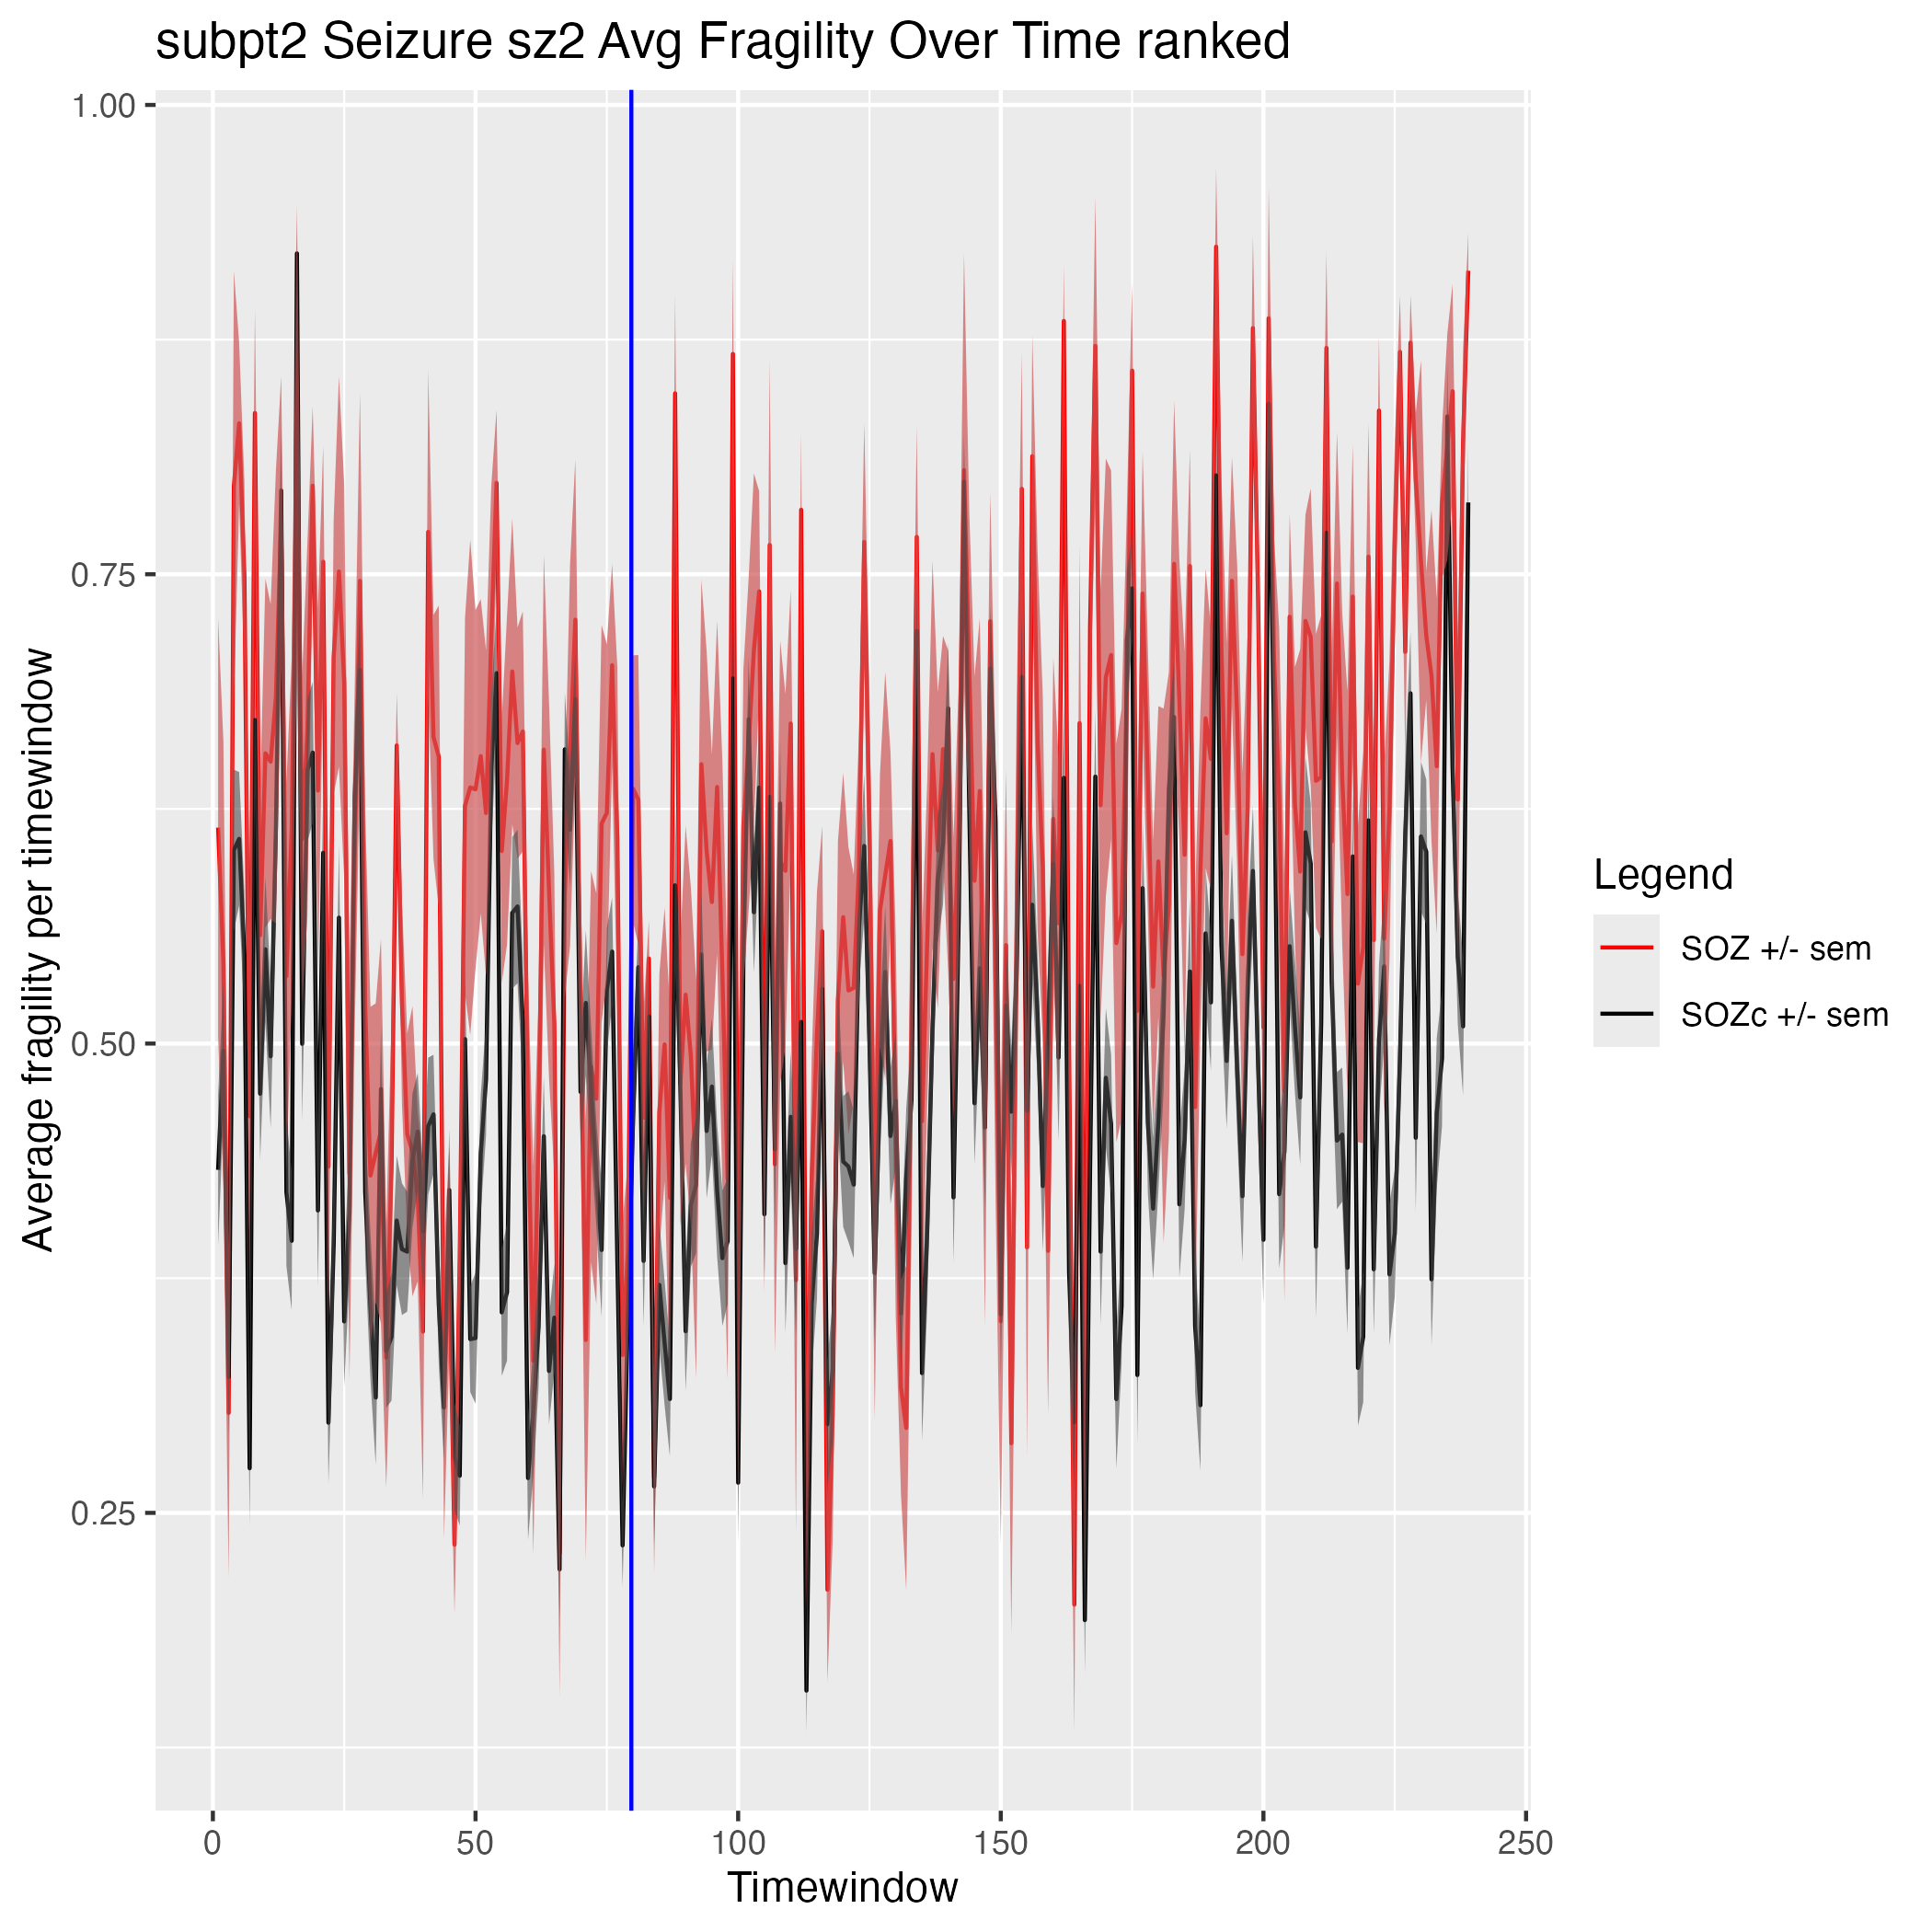 subpt2 Seizure sz2 Avg Fragility Over Time ranked
1.00
0.75
0.50
0.25
Average fragility per timewindow
0
50
100
150
200
250
Timewindow
Legend
SOZ +/- sem
SOZc +/- sem